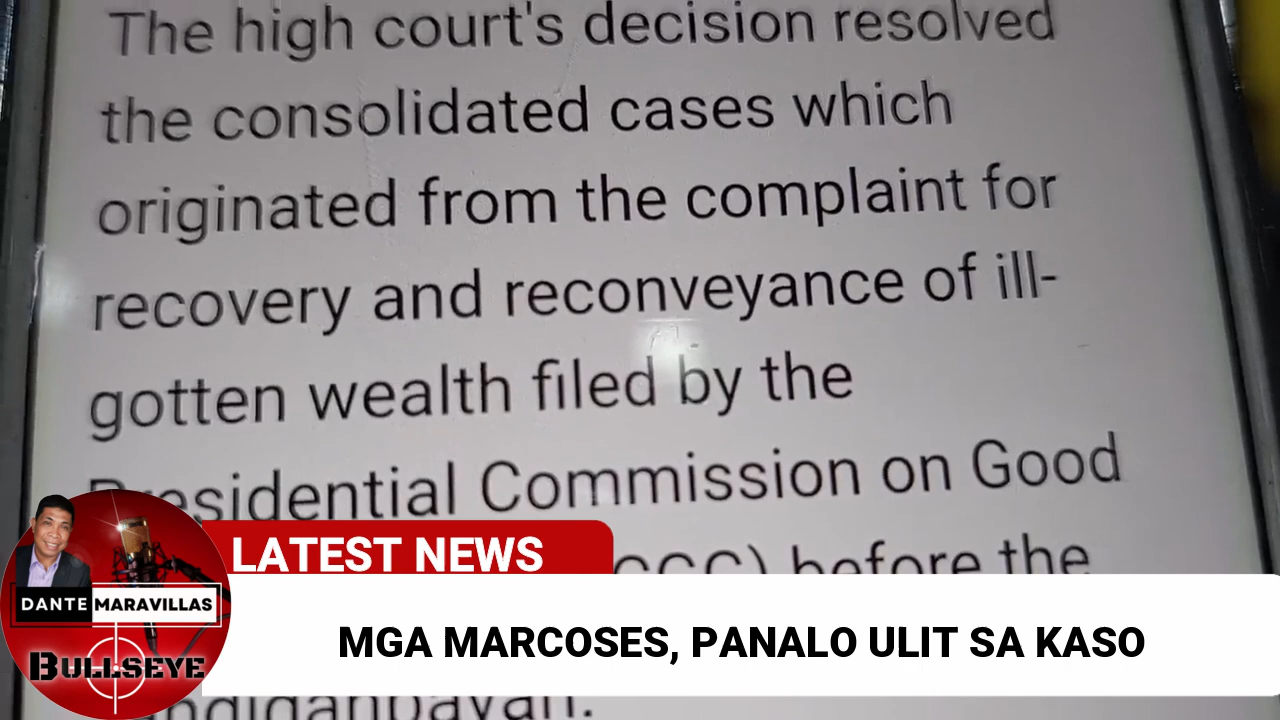 The high court's decision resolved
the consolidated cases which
originated from the complaint for
recovery and reconveyance of ill-
gotten wealth filed by the
Presidential Commission on Good
before the
LATEST NEWS
DANTE MARAVILLAS
BULLSEYE
MGA MARCOSES, PANALO ULIT SA KASO